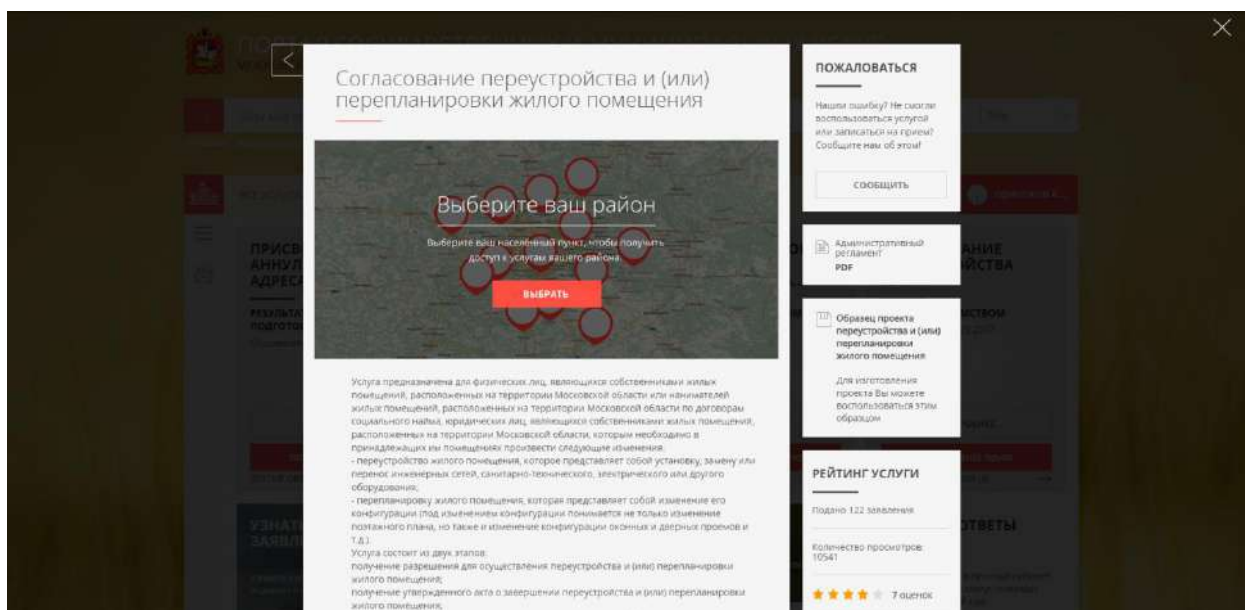 Согласование переустройства и (или)
перепланировки жилого помещения
Выберите ваш район
Выберите ваш населённый пункт, чтобы получить
доступ к услугам вашего района.
ВЫБРАТЬ
Услуга предназначена для физических лиц, являющихся собственниками жилых
помещений, расположенных на территории Московской области или нанимателей
жилых помещений, расположенных на территории Московской области по договорам
социального найма, юридических лиц, являющихся собственниками жилых помещений,
расположенных на территории Московской области, которым необходимо в
принадлежащих им помещениях произвести следующие изменения:
- переустройство жилого помещения, которое представляет собой установку, замену или
перенос инженерных сетей, санитарно-технического, электрического или другого
оборудования;
- перепланировку жилого помещения, которая представляет собой изменение его
конфигурации (под изменением конфигурации понимается не только изменение
поэтажного плана, но также и изменение конфигурации оконных и дверных проемов и
т.д.).
Услуга состоит из двух этапов:
получение разрешения для осуществления переустройства и (или) перепланировки
жилого помещения;
получение утвержденного акта о завершении переустройства и (или) перепланировки
жилого помещения;
ПОЖАЛОВАТЬСЯ
Нашли ошибку? Не смогли
воспользоваться услугой
или записаться на прием?
Сообщите нам об этом!
СООБЩИТЬ
Административный
регламент
PDF
Образец проекта
переустройства и (или)
перепланировки
жилого помещения
Для изготовления
проекта Вы можете
воспользоваться этим
образцом
РЕЙТИНГ УСЛУГИ
Подано 122 заявления
Количество просмотров:
10541
7 оценок